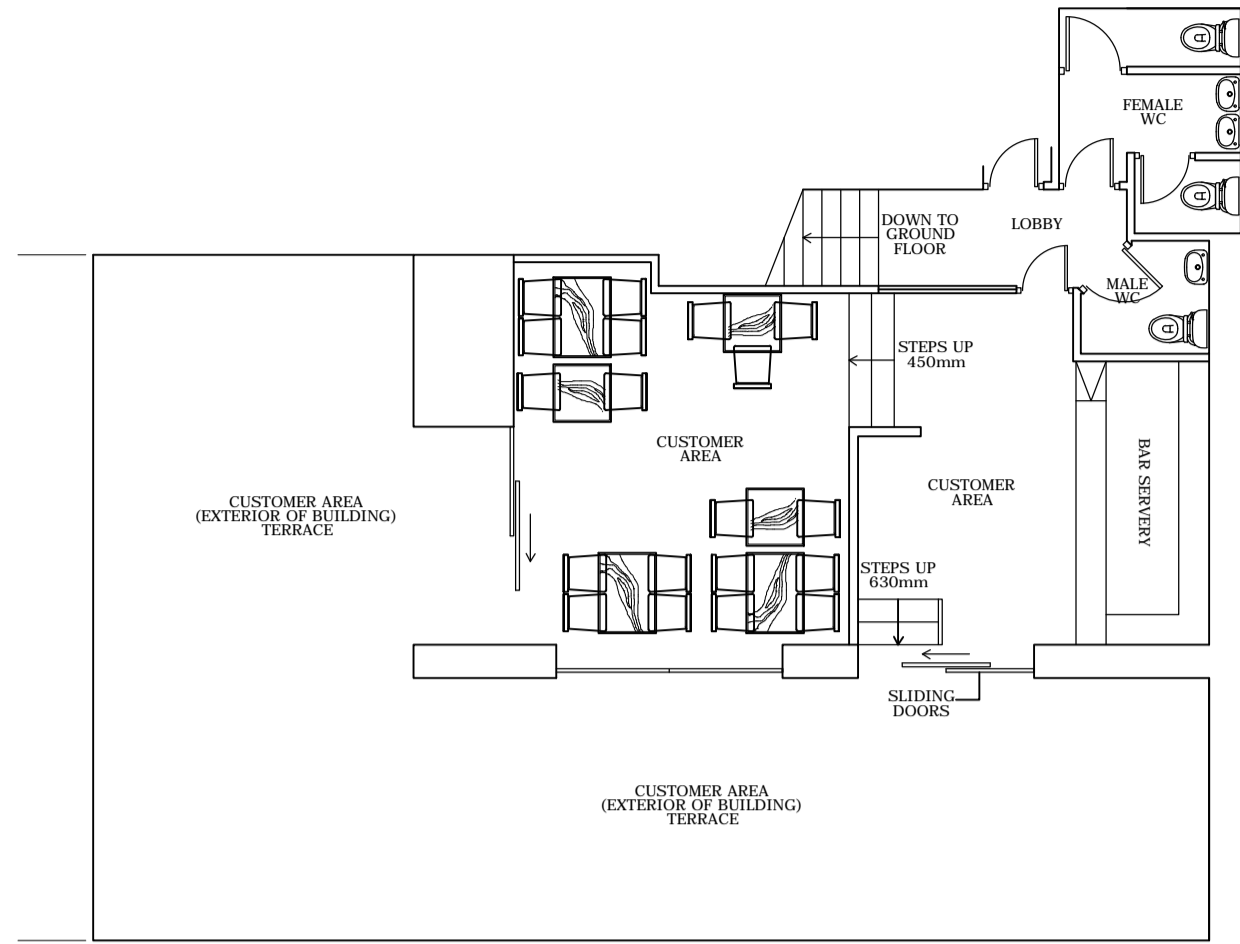 FEMALE
WC
DOWN TO
GROUND
FLOOR
LOBBY
MALE
WC
STEPS UP
450mm
CUSTOMER
AREA
CUSTOMER
AREA
BAR SERVERY
CUSTOMER AREA
(EXTERIOR OF BUILDING)
TERRACE
STEPS UP
630mm
SLIDING
DOORS
CUSTOMER AREA
(EXTERIOR OF BUILDING)
TERRACE